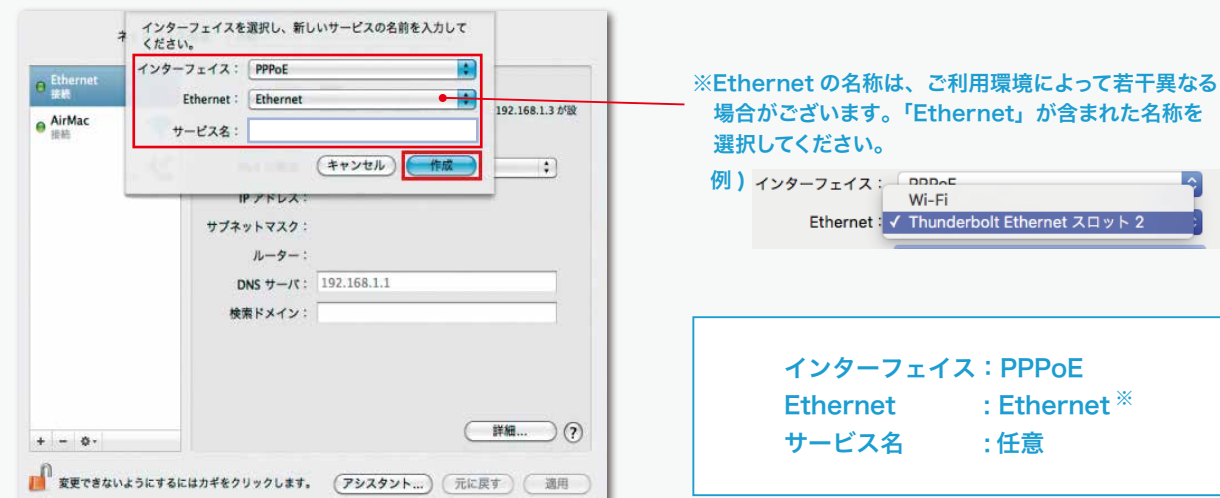 ネ
インターフェイスを選択し、新しいサービスの名前を入力して
ください。
インターフェイス： PPPoE
Ethernet： Ethernet
サービス名：
キャンセル 作成
Ethernet
接続
AirMac
接続
192.168.1.3 が設
IP アドレス：
サブネットマスク：
ルーター：
DNS サーバ： 192.168.1.1
検索ドメイン：
詳細... ?
+ −
変更できないようにするにはカギをクリックします。 アシスタント... 元に戻す 適用
※Ethernet の名称は、ご利用環境によって若干異なる
場合がございます。「Ethernet」が含まれた名称を
選択してください。
例 ) インターフェイス： PPPoE
Wi-Fi
Ethernet： ✓ Thunderbolt Ethernet スロット 2
インターフェイス：PPPoE
Ethernet : Ethernet ※
サービス名 : 任意